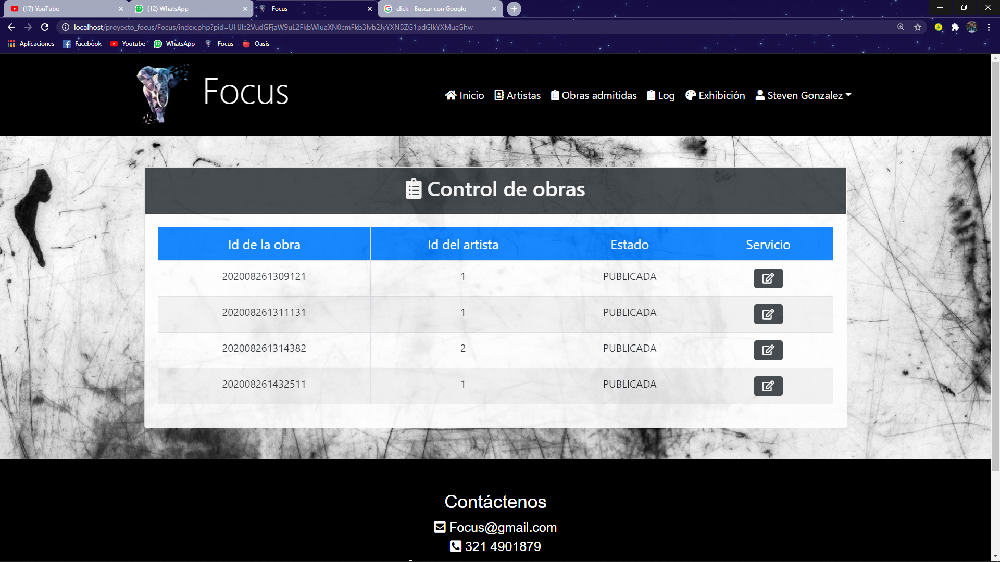 (17) YouTube
(12) WhatsApp
Focus
click - Buscar con Google
localhost/proyecto_focus/Focus/index.php?pid=UHJlc2VudGFjaW9uL2FkbWluaXN0cmFkb3Ivb2JyYXNBZG1pdGlkYXMucGhw
Aplicaciones
Facebook
Youtube
WhatsApp
Focus
Oasis
Focus
Inicio
Artistas
Obras admitidas
Log
Exhibición
Steven Gonzalez
Control de obras
Id de la obra Id del artista Estado Servicio
202008261309121 1 PUBLICADA
202008261311131 1 PUBLICADA
202008261314382 2 PUBLICADA
202008261432511 1 PUBLICADA
Contáctenos
Focus@gmail.com
321 4901879